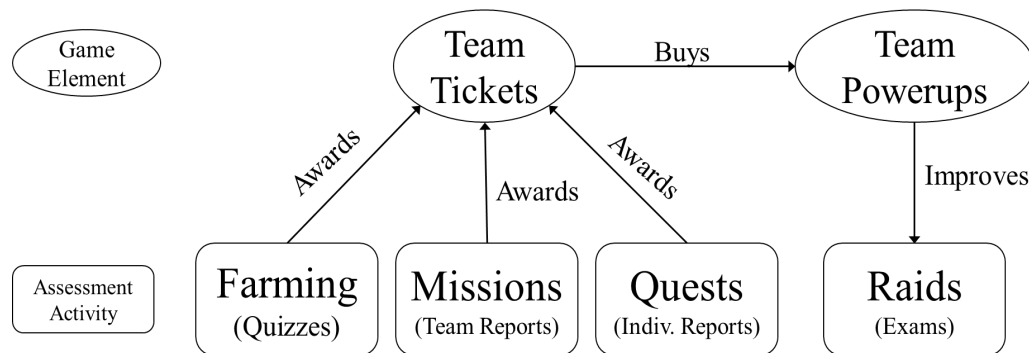 Game
Element
Team
Tickets
Buys
Team
Powerups
Awards
Awards
Awards
Improves
Assessment
Activity
Farming
(Quizzes)
Missions
(Team Reports)
Quests
(Indiv. Reports)
Raids
(Exams)